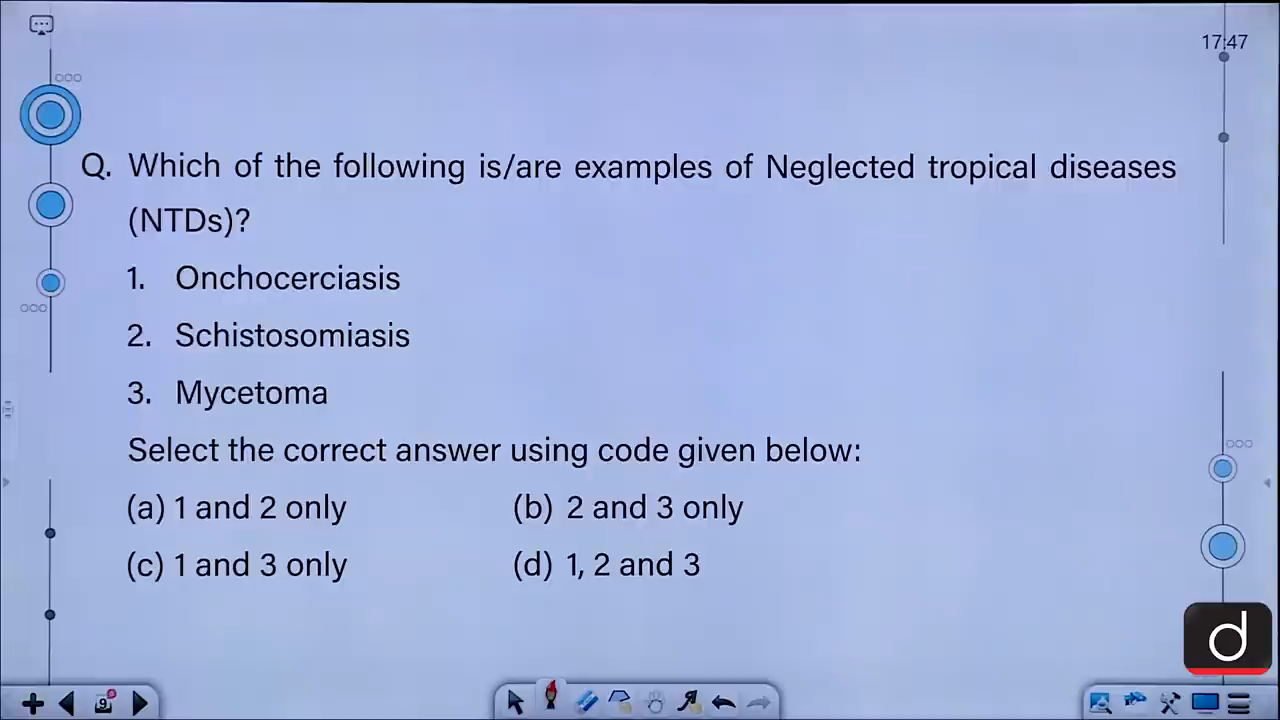 17:47
Q. Which of the following is/are examples of Neglected tropical diseases
(NTDs)?
1. Onchocerciasis
2. Schistosomiasis
3. Mycetoma
Select the correct answer using code given below:
(a) 1 and 2 only (b) 2 and 3 only
(c) 1 and 3 only (d) 1, 2 and 3
d
9